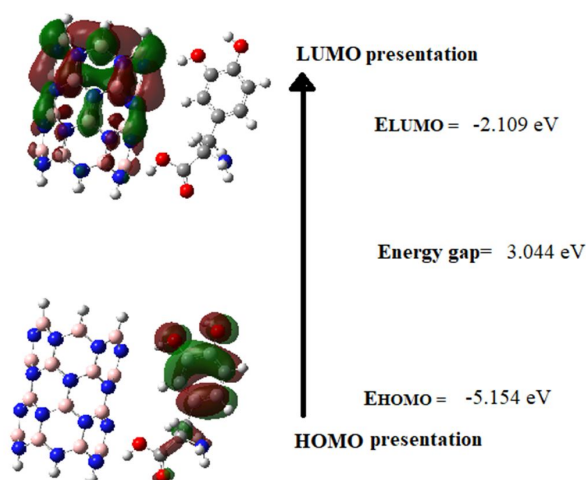 LUMO presentation
ELUMO = -2.109 eV
Energy gap= 3.044 eV
EHOMO = -5.154 eV
HOMO presentation